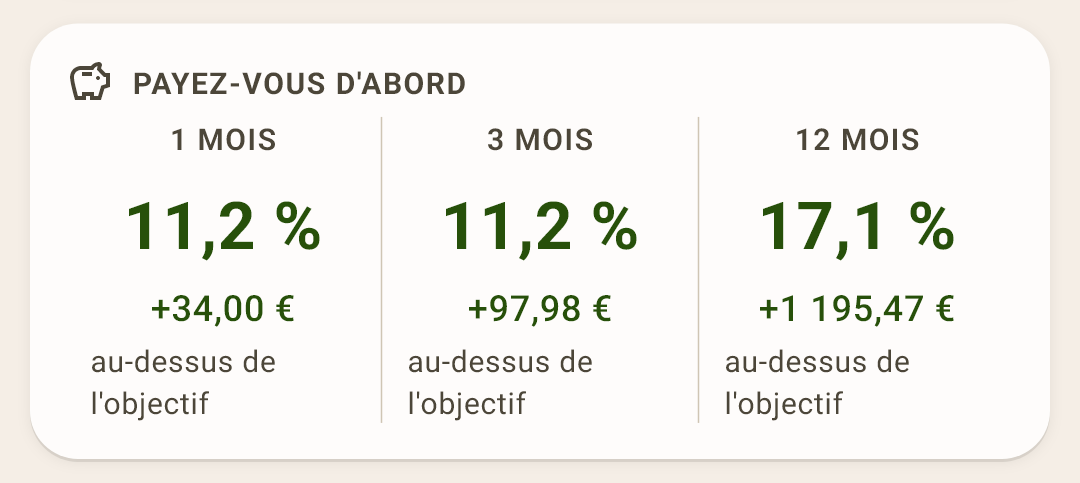 PAYEZ-VOUS D'ABORD
1 MOIS
11,2 %
+34,00 €
au-dessus de
l'objectif
3 MOIS
11,2 %
+97,98 €
au-dessus de
l'objectif
12 MOIS
17,1 %
+1 195,47 €
au-dessus de
l'objectif